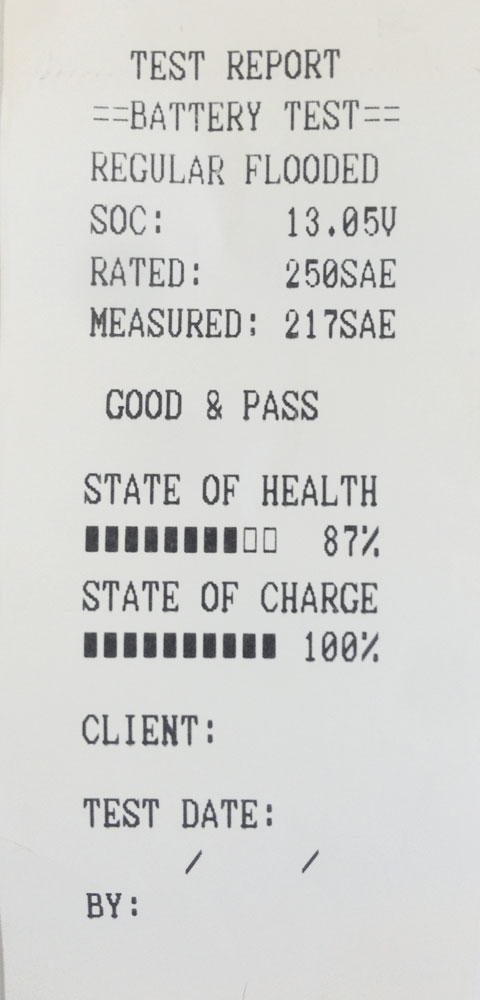 TEST REPORT
==BATTERY TEST==
REGULAR FLOODED
SOC: 13.05V
RATED: 250SAE
MEASURED: 217SAE
GOOD & PASS
STATE OF HEALTH
▮▮▮▮▮▮▮▮▯▯ 87%
STATE OF CHARGE
▮▮▮▮▮▮▮▮▮▮ 100%
CLIENT:
TEST DATE:
/ /
BY: